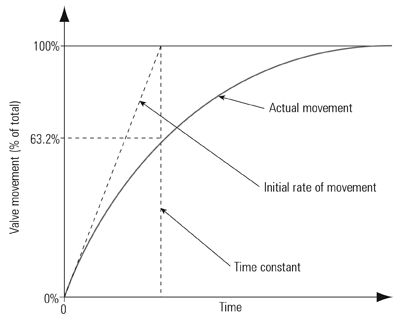 100%
Actual movement
63.2%
Valve movement (% of total)
Initial rate of movement
Time constant
0%
0
Time